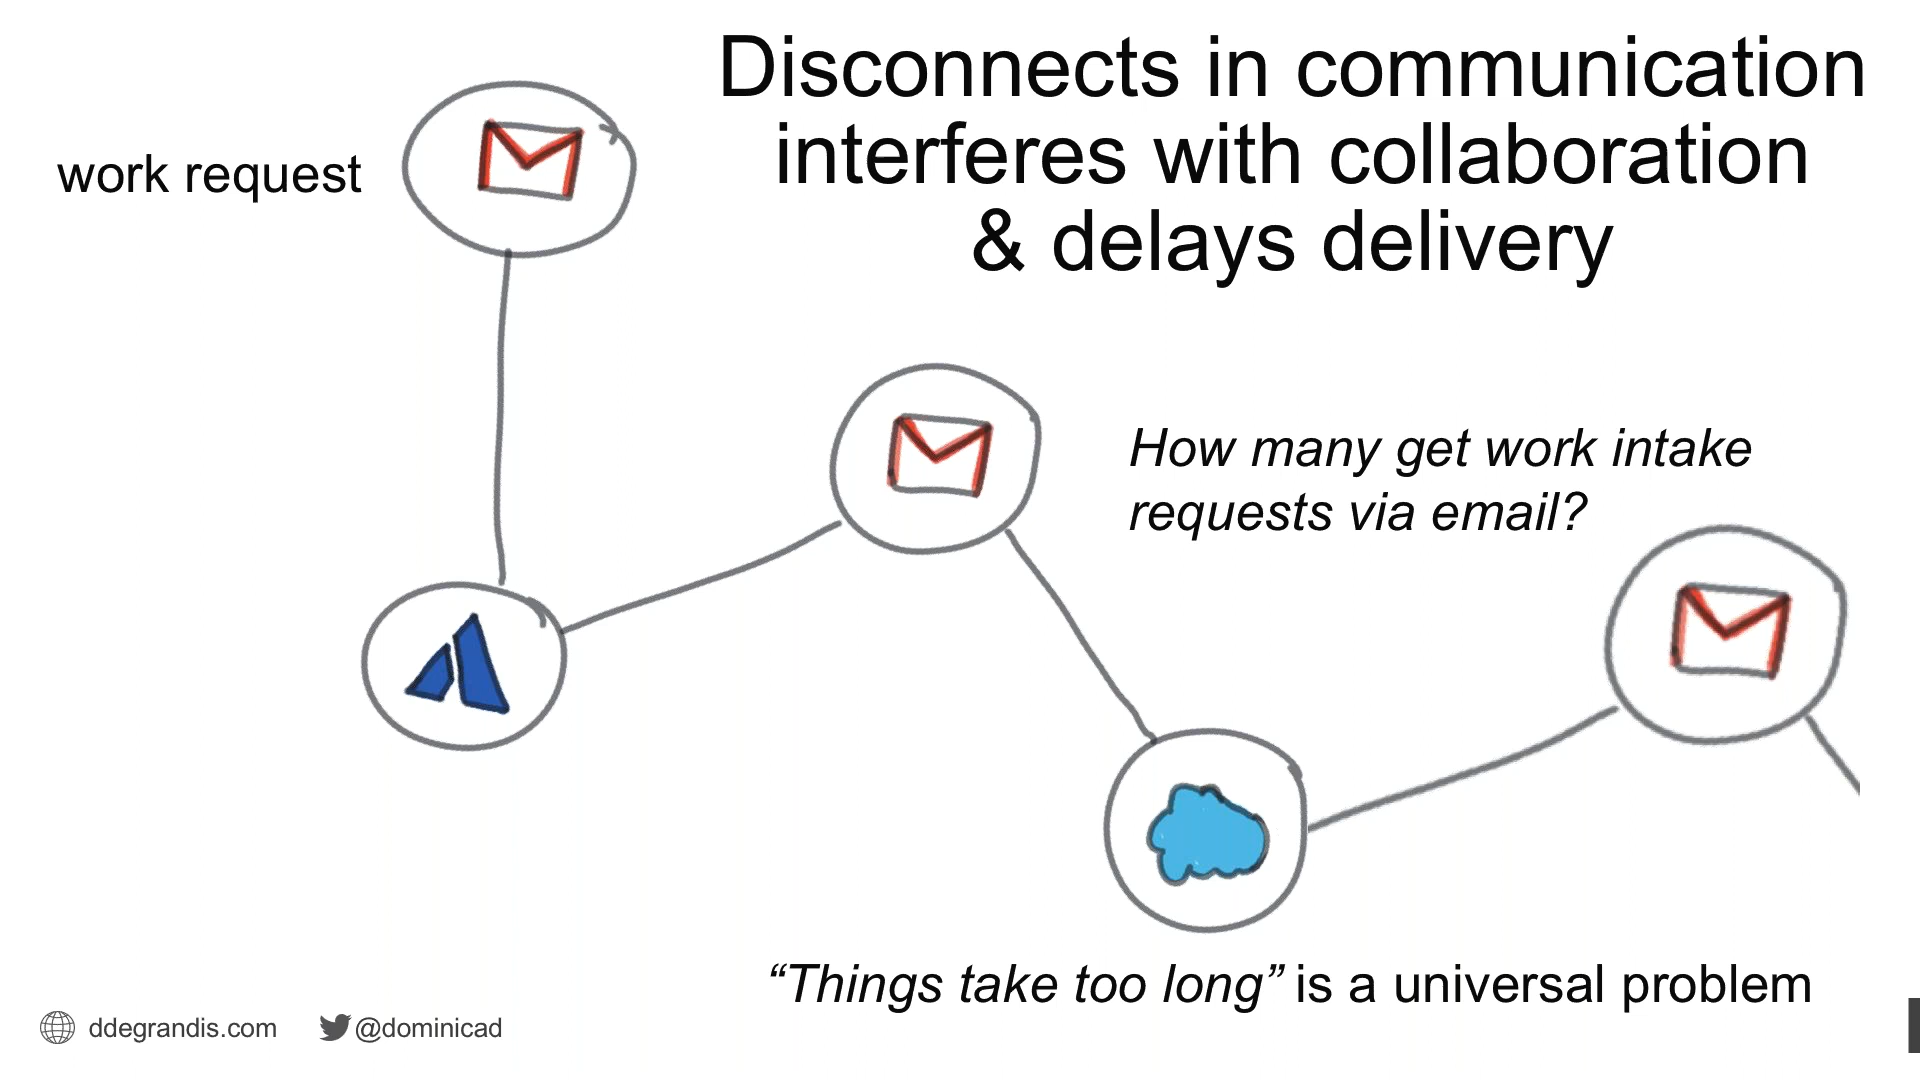 Disconnects in communication
interferes with collaboration
& delays delivery
work request
How many get work intake
requests via email?
“Things take too long” is a universal problem
ddegrandis.com
@dominicad